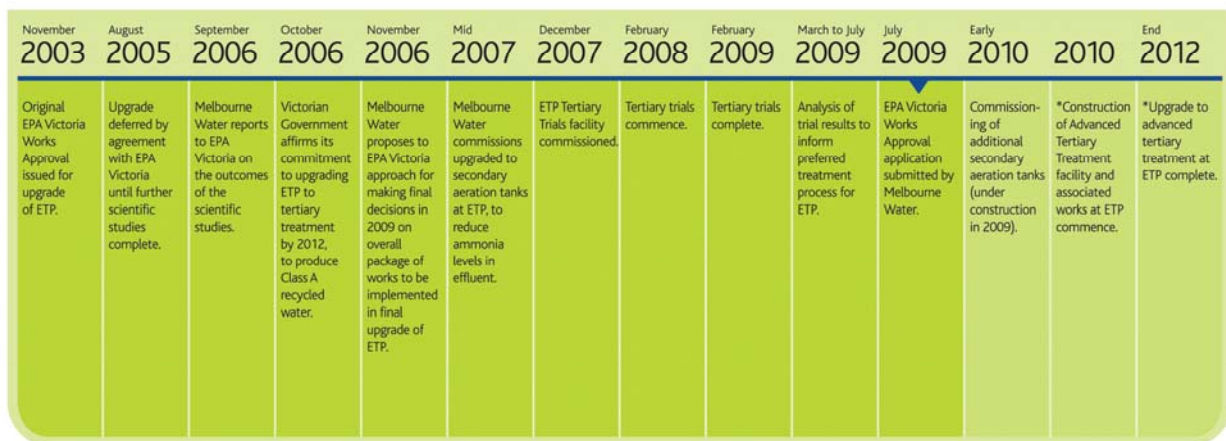 November
2003
Original
EPA Victoria
Works
Approval
issued for
upgrade
of ETP.
August
2005
Upgrade
deferred by
agreement
with EPA
Victoria
until further
scientific
studies
complete.
September
2006
Melbourne
Water reports
to EPA
Victoria on
the outcomes
of the
scientific
studies.
October
2006
Victorian
Government
affirms its
commitment
to upgrading
ETP to
tertiary
treatment
by 2012,
to produce
Class A
recycled
water.
November
2006
Melbourne
Water
proposes to
EPA Victoria
approach for
making final
decisions in
2009 on
overall
package of
works to be
implemented
in final
upgrade of
ETP.
Mid
2007
Melbourne
Water
commissions
upgraded to
secondary
aeration tanks
at ETP, to
reduce
ammonia
levels in
effluent.
December
2007
ETP Tertiary
Trials facility
commissioned.
February
2008
Tertiary trials
commence.
February
2009
Tertiary trials
complete.
March to July
2009
Analysis of
trial results to
inform
preferred
treatment
process for
ETP.
July
2009
EPA Victoria
Works
Approval
application
submitted by
Melbourne
Water.
Early
2010
Commission-
ing of
additional
secondary
aeration tanks
(under
construction
in 2009).
2010
*Construction
of Advanced
Tertiary
Treatment
facility and
associated
works at ETP
commence.
End
2012
*Upgrade to
advanced
tertiary
treatment at
ETP complete.